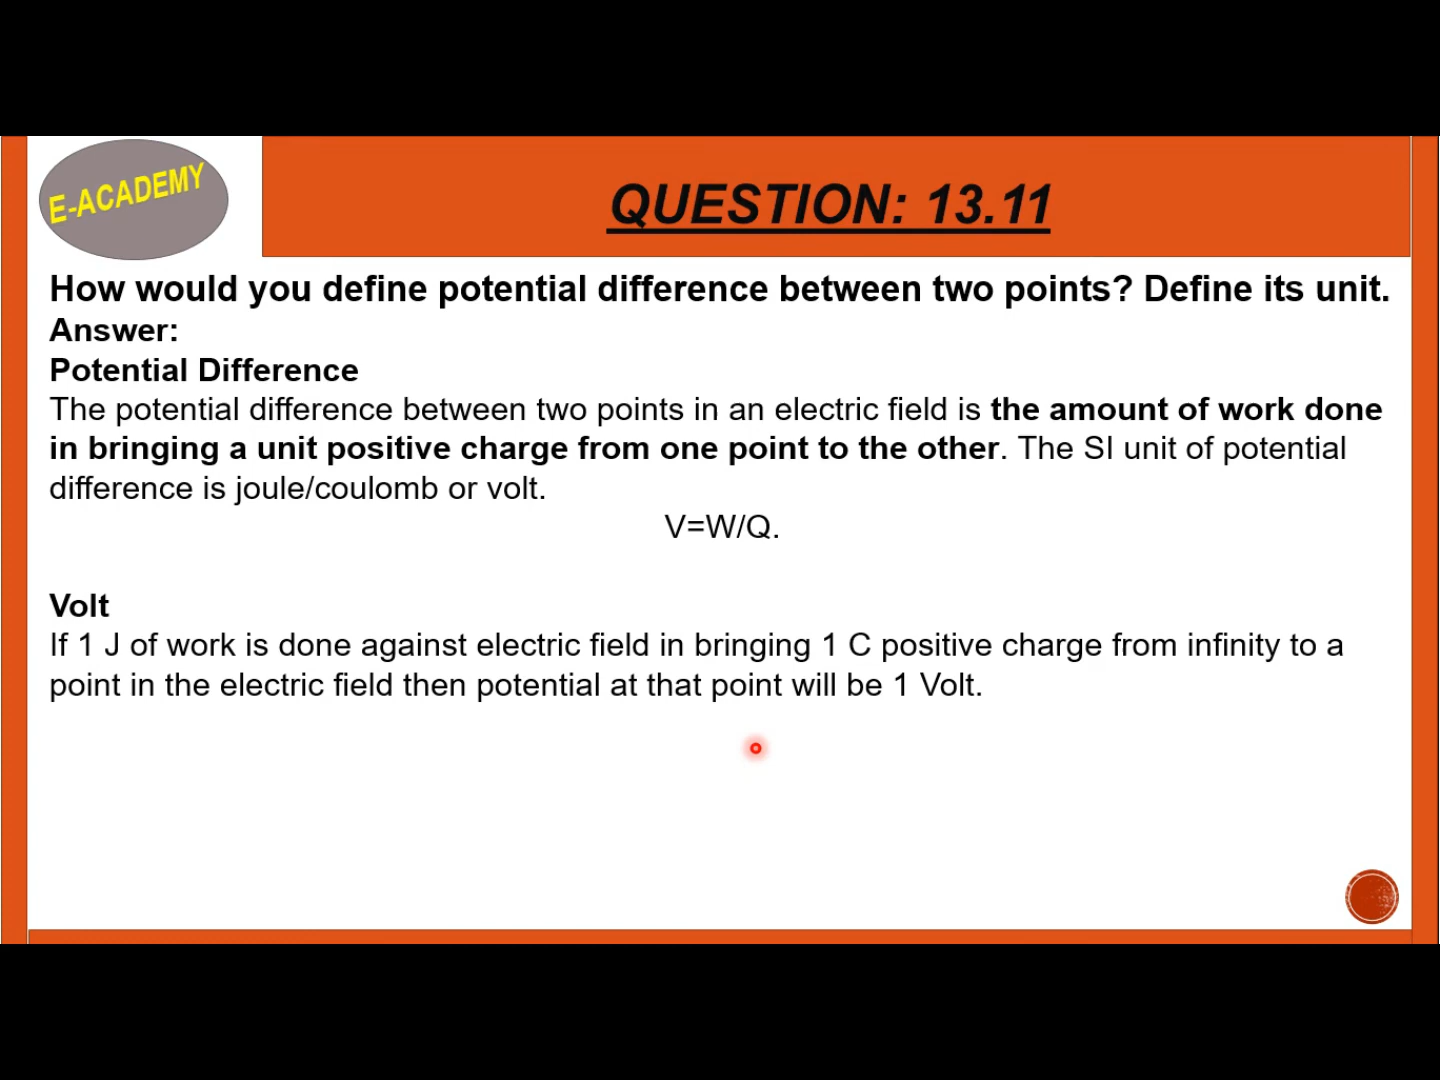 E-ACADEMY
QUESTION: 13.11
How would you define potential difference between two points? Define its unit.
Answer:
Potential Difference
The potential difference between two points in an electric field is the amount of work done
in bringing a unit positive charge from one point to the other. The SI unit of potential
difference is joule/coulomb or volt.
V=W/Q.
Volt
If 1 J of work is done against electric field in bringing 1 C positive charge from infinity to a
point in the electric field then potential at that point will be 1 Volt.